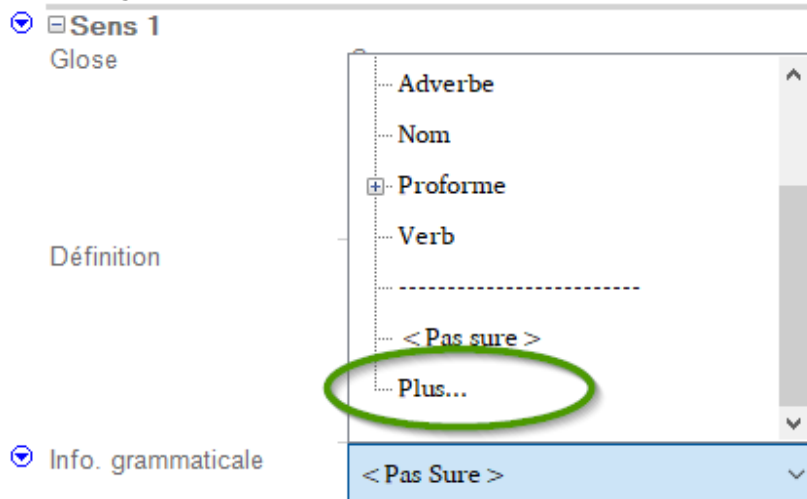 Sens 1
Glose
Adverbe
Nom
Proforme
Verb
Définition
------------------------
< Pas sure >
Plus...
Info. grammaticale
< Pas Sure >